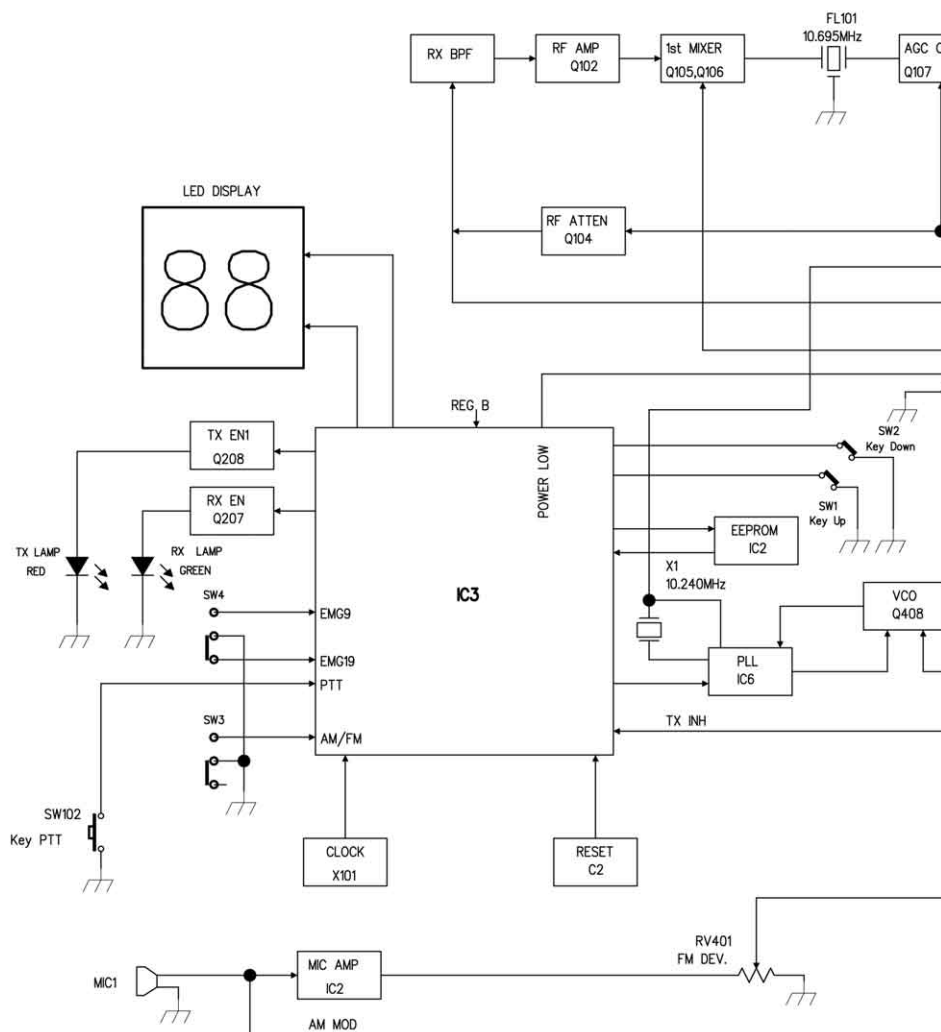 FL101
10.695MHz
RX BPF
RF AMP
Q102
1st MIXER
Q105,Q106
AGC C
Q107
LED DISPLAY
RF ATTEN
Q104
REG B
TX EN1
Q208
POWER LOW
SW2
Key Down
RX EN
Q207
SW1
Key Up
EEPROM
IC2
TX LAMP
RED
RX LAMP
GREEN
X1
10.240MHz
IC3
SW4
EMG9
VCO
Q408
EMG19
PTT
PLL
IC6
SW3
AM/FM
TX INH
SW102
Key PTT
CLOCK
X101
RESET
C2
RV401
FM DEV.
MIC1
MIC AMP
IC2
AM MOD